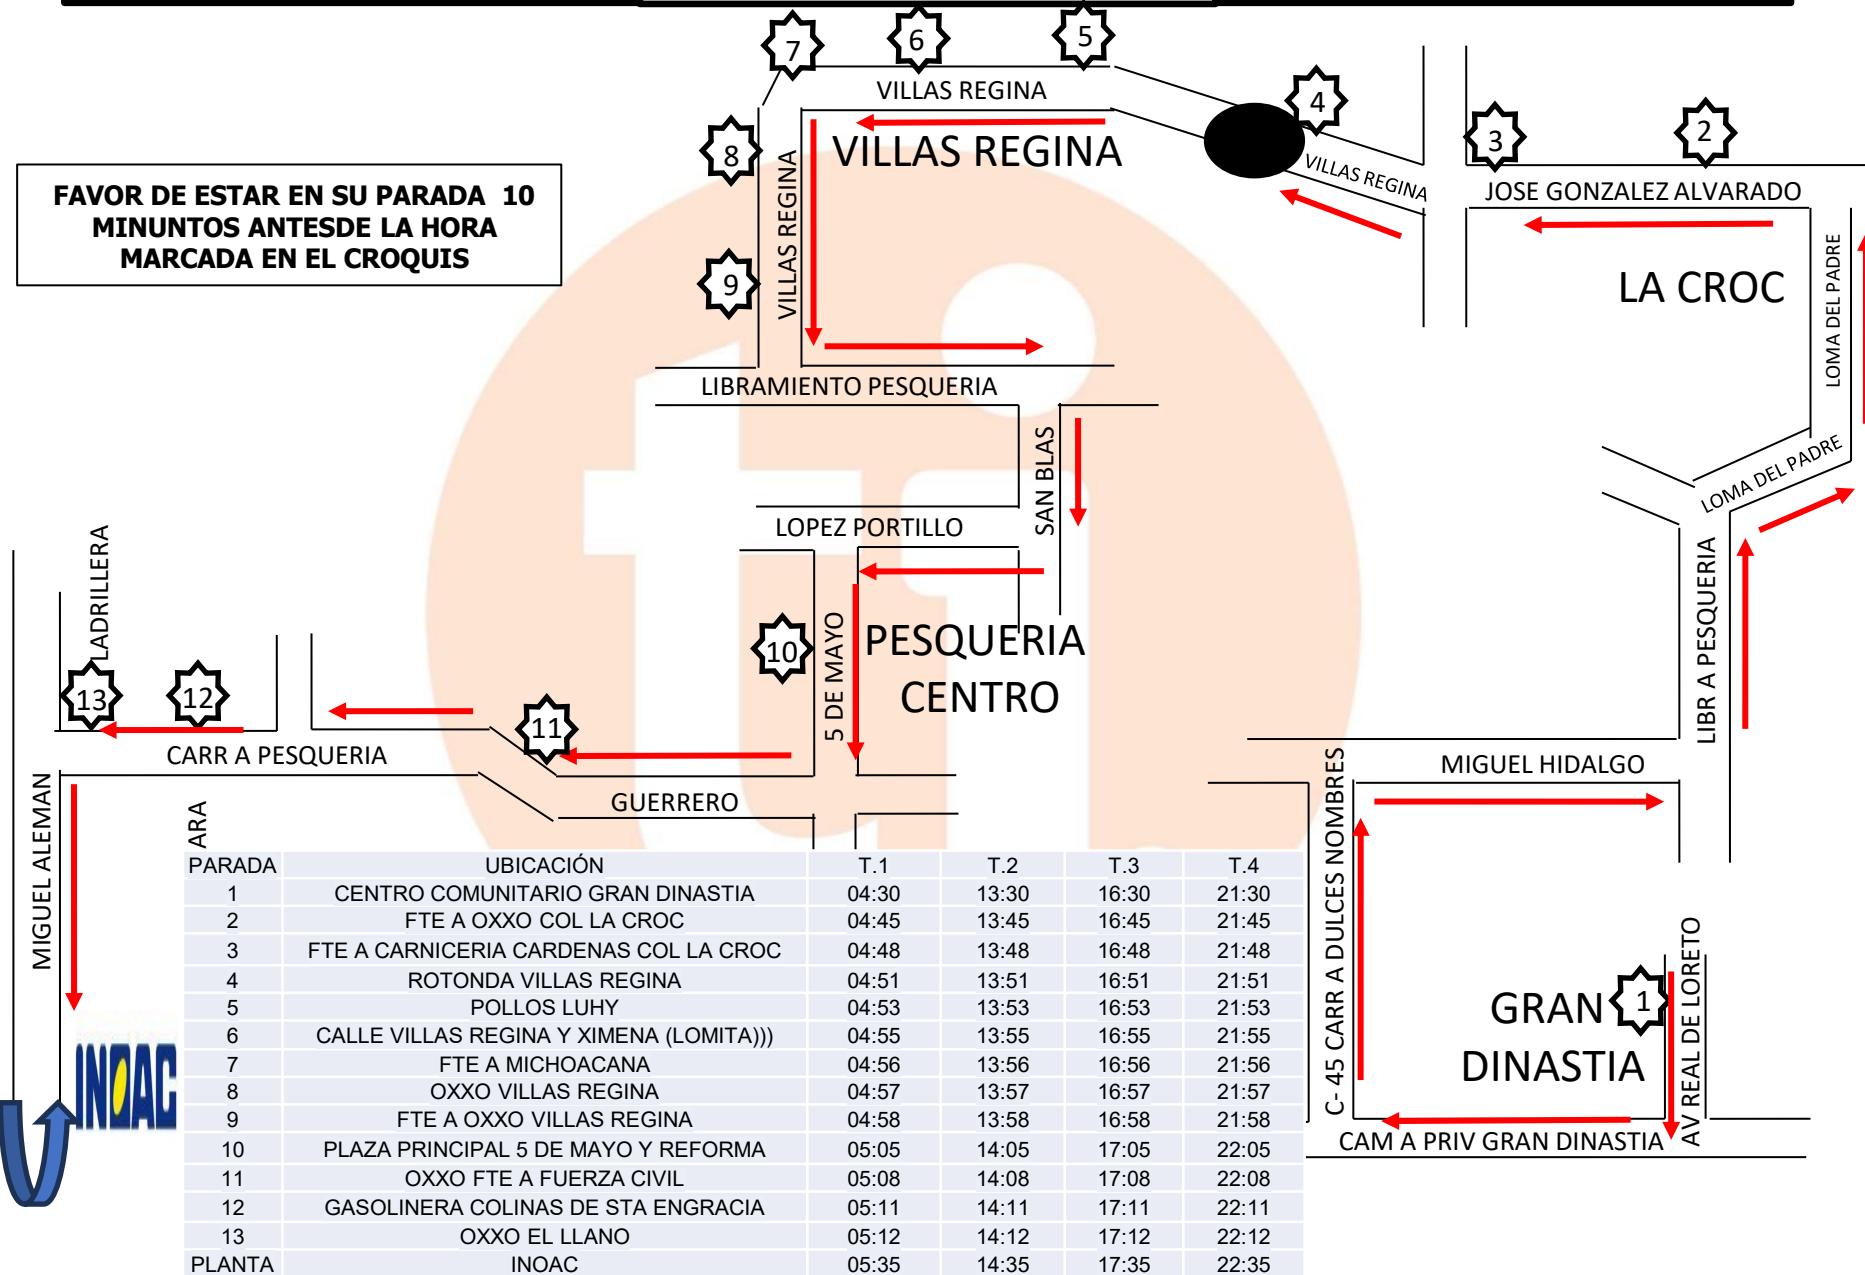 7
6
5
4
3
2
VILLAS REGINA
VILLAS REGINA
VILLAS REGINA
JOSE GONZALEZ ALVARADO
8
9
VILLAS REGINA
FAVOR DE ESTAR EN SU PARADA  10
MINUNTOS ANTESDE LA HORA
MARCADA EN EL CROQUIS
LA CROC
LOMA DEL PADRE
LOMA DEL PADRE
LIBRAMIENTO PESQUERIA
SAN BLAS
LOPEZ PORTILLO
LIBR A PESQUERIA
LADRILLERA
13
12
11
10
5 DE MAYO
PESQUERIA
CENTRO
CARR A PESQUERIA
GUERRERO
MIGUEL HIDALGO
MIGUEL ALEMAN
ARA
C- 45 CARR A DULCES NOMBRES
GRAN
DINASTIA
1
AV REAL DE LORETO
CAM A PRIV GRAN DINASTIA
INOAC
PARADA UBICACIÓN T.1 T.2 T.3 T.4
1 CENTRO COMUNITARIO GRAN DINASTIA 04:30 13:30 16:30 21:30
2 FTE A OXXO COL LA CROC 04:45 13:45 16:45 21:45
3 FTE A CARNICERIA CARDENAS COL LA CROC 04:48 13:48 16:48 21:48
4 ROTONDA VILLAS REGINA 04:51 13:51 16:51 21:51
5 POLLOS LUHY 04:53 13:53 16:53 21:53
6 CALLE VILLAS REGINA Y XIMENA (LOMITA))) 04:55 13:55 16:55 21:55
7 FTE A MICHOACANA 04:56 13:56 16:56 21:56
8 OXXO VILLAS REGINA 04:57 13:57 16:57 21:57
9 FTE A OXXO VILLAS REGINA 04:58 13:58 16:58 21:58
10 PLAZA PRINCIPAL 5 DE MAYO Y REFORMA 05:05 14:05 17:05 22:05
11 OXXO FTE A FUERZA CIVIL 05:08 14:08 17:08 22:08
12 GASOLINERA COLINAS DE STA ENGRACIA 05:11 14:11 17:11 22:11
13 OXXO EL LLANO 05:12 14:12 17:12 22:12
PLANTA INOAC 05:35 14:35 17:35 22:35